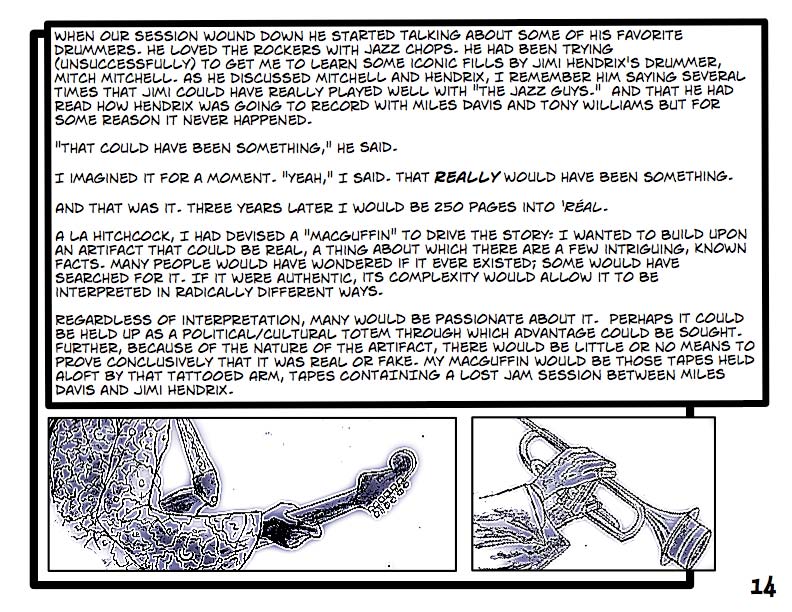 WHEN OUR SESSION WOUND DOWN HE STARTED TALKING ABOUT SOME OF HIS FAVORITE
DRUMMERS. HE LOVED THE ROCKERS WITH JAZZ CHOPS. HE HAD BEEN TRYING
(UNSUCCESSFULLY) TO GET ME TO LEARN SOME ICONIC FILLS BY JIMI HENDRIX'S DRUMMER,
MITCH MITCHELL. AS HE DISCUSSED MITCHELL AND HENDRIX, I REMEMBER HIM SAYING SEVERAL
TIMES THAT JIMI COULD HAVE REALLY PLAYED WELL WITH "THE JAZZ GUYS." AND THAT HE HAD
READ HOW HENDRIX WAS GOING TO RECORD WITH MILES DAVIS AND TONY WILLIAMS BUT FOR
SOME REASON IT NEVER HAPPENED.
"THAT COULD HAVE BEEN SOMETHING," HE SAID.
I IMAGINED IT FOR A MOMENT. "YEAH," I SAID. THAT REALLY WOULD HAVE BEEN SOMETHING.
AND THAT WAS IT. THREE YEARS LATER I WOULD BE 250 PAGES INTO 'RÉAL.
A LA HITCHCOCK, I HAD DEVISED A "MACGUFFIN" TO DRIVE THE STORY: I WANTED TO BUILD UPON
AN ARTIFACT THAT COULD BE REAL, A THING ABOUT WHICH THERE ARE A FEW INTRIGUING, KNOWN
FACTS. MANY PEOPLE WOULD HAVE WONDERED IF IT EVER EXISTED; SOME WOULD HAVE
SEARCHED FOR IT. IF IT WERE AUTHENTIC, ITS COMPLEXITY WOULD ALLOW IT TO BE
INTERPRETED IN RADICALLY DIFFERENT WAYS.
REGARDLESS OF INTERPRETATION, MANY WOULD BE PASSIONATE ABOUT IT. PERHAPS IT COULD
BE HELD UP AS A POLITICAL/CULTURAL TOTEM THROUGH WHICH ADVANTAGE COULD BE SOUGHT.
FURTHER, BECAUSE OF THE NATURE OF THE ARTIFACT, THERE WOULD BE LITTLE OR NO MEANS TO
PROVE CONCLUSIVELY THAT IT WAS REAL OR FAKE. MY MACGUFFIN WOULD BE THOSE TAPES HELD
ALOFT BY THAT TATTOOED ARM, TAPES CONTAINING A LOST JAM SESSION BETWEEN MILES
DAVIS AND JIMI HENDRIX.
14